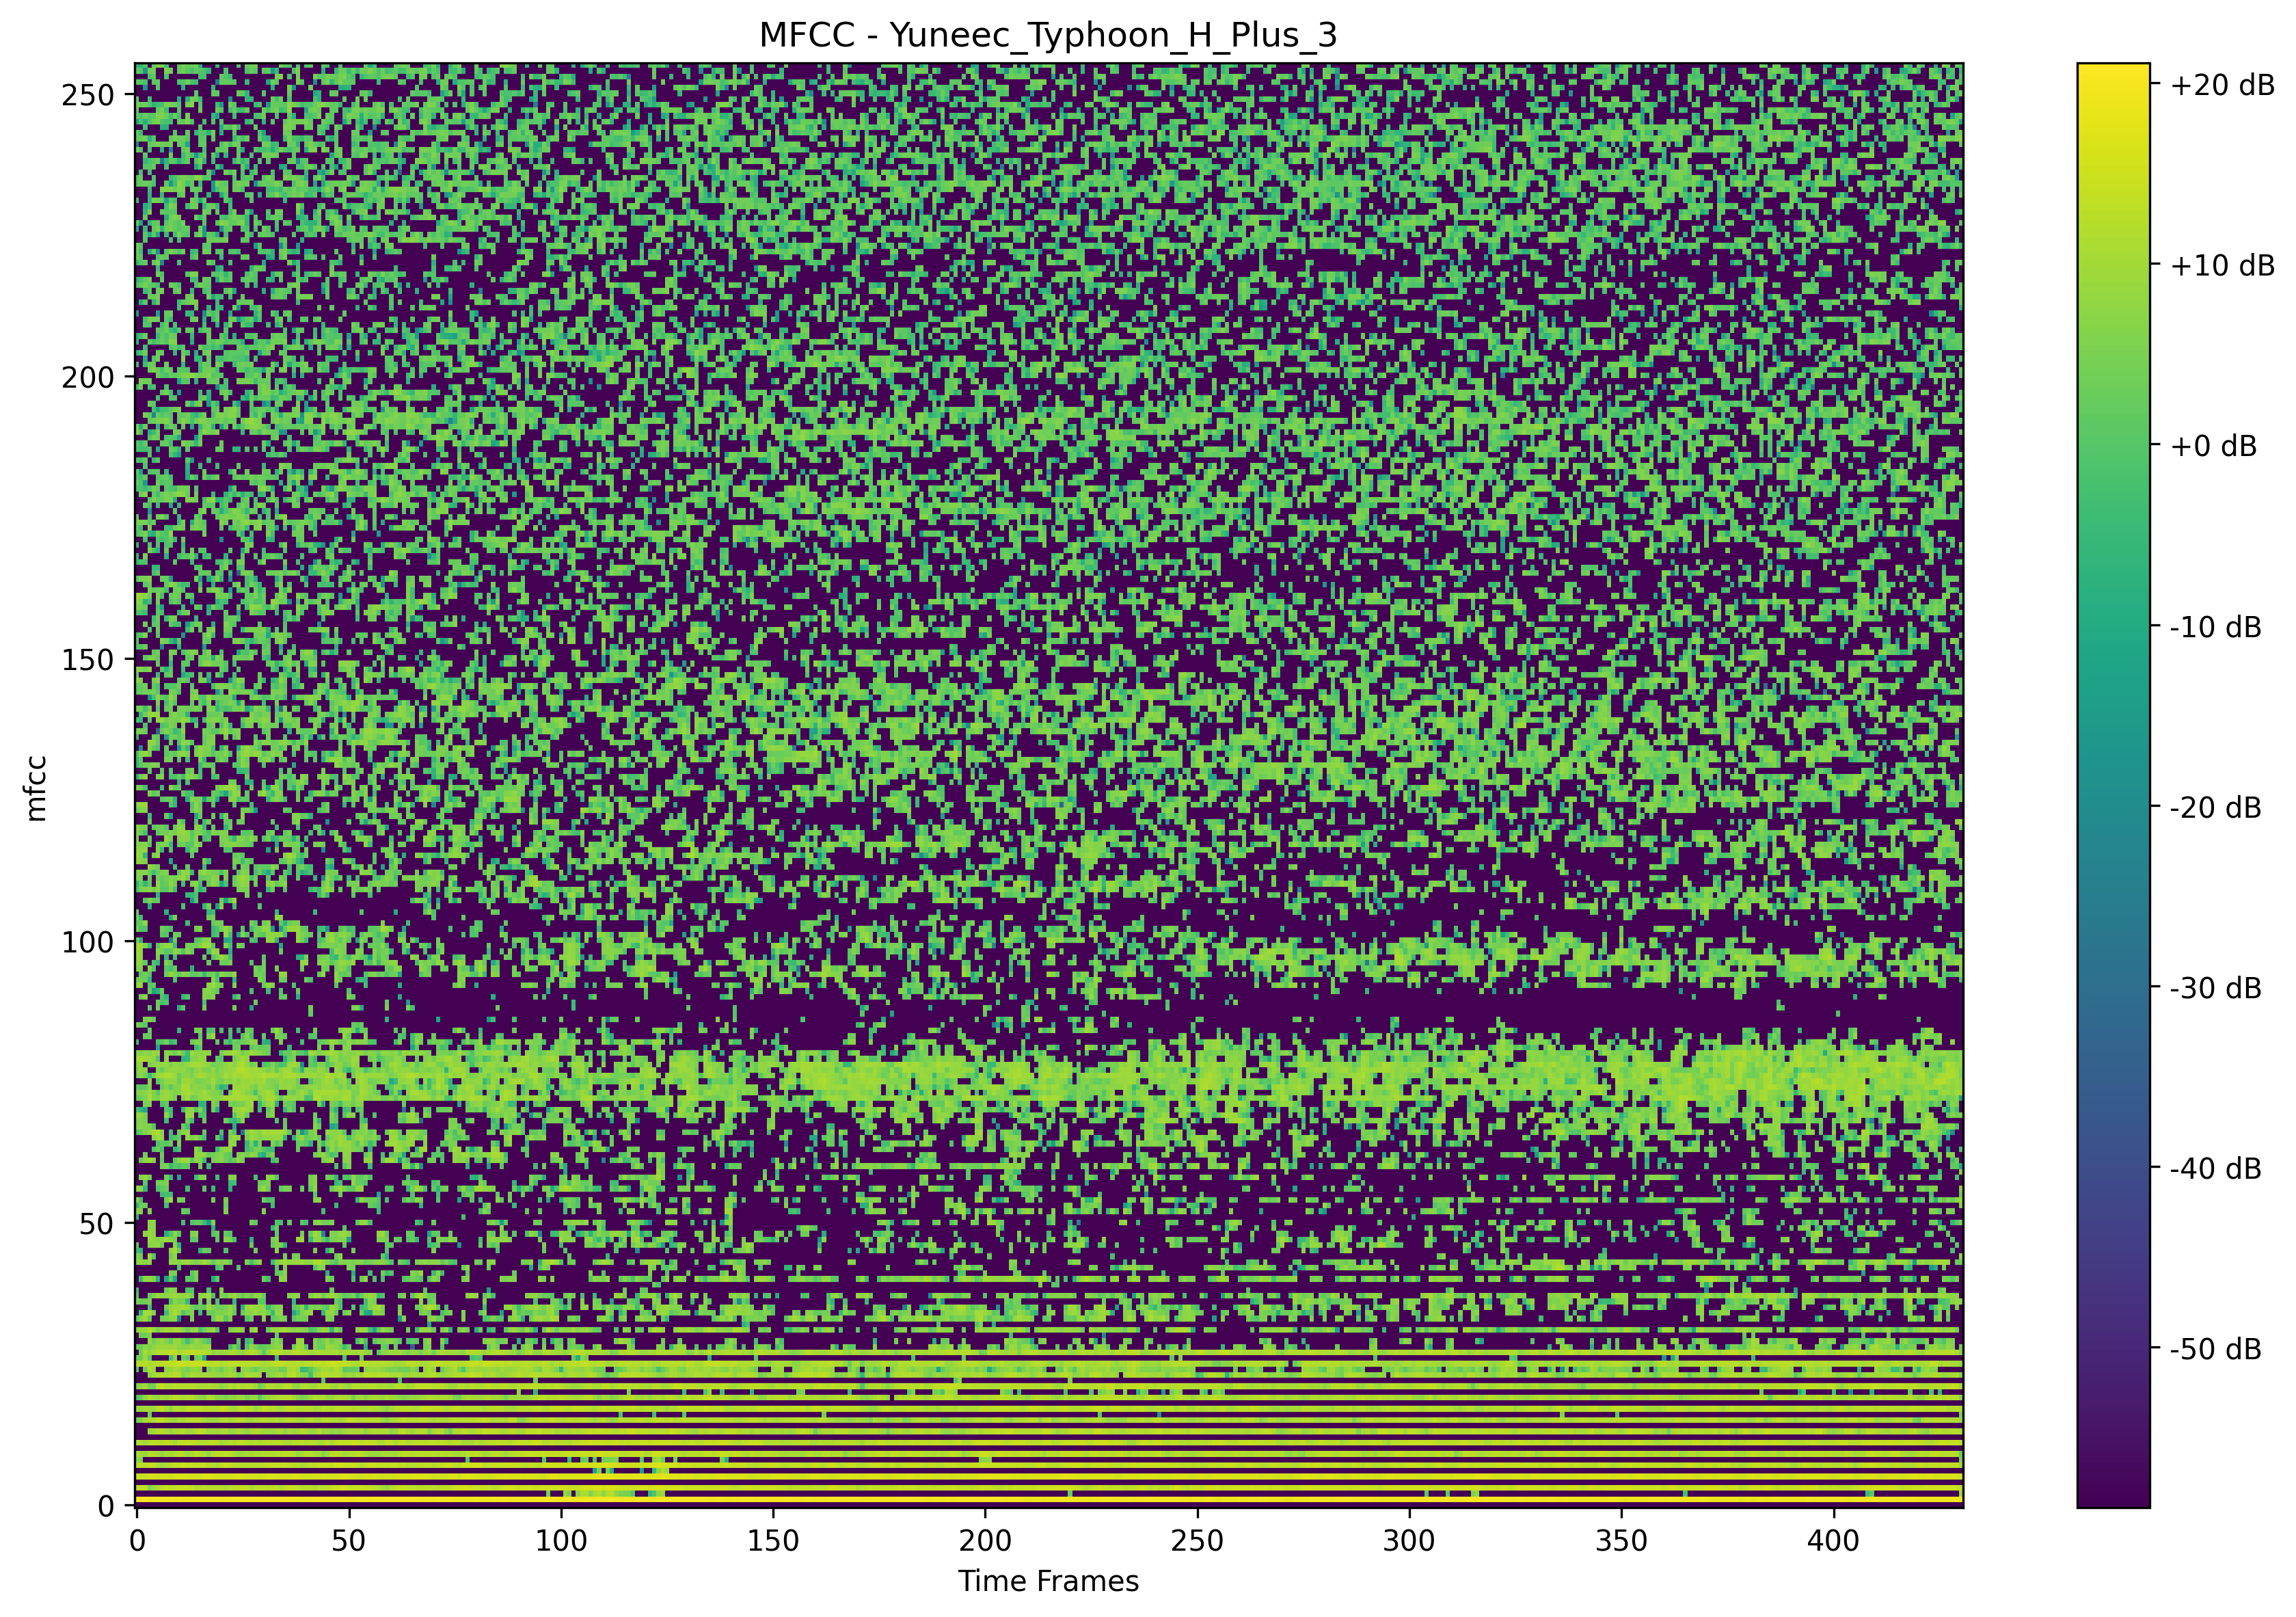 MFCC - Yuneec_Typhoon_H_Plus_3
250
200
150
100
50
0
mfcc
0 50 100 150 200 250 300 350 400
Time Frames
+20 dB
+10 dB
+0 dB
-10 dB
-20 dB
-30 dB
-40 dB
-50 dB